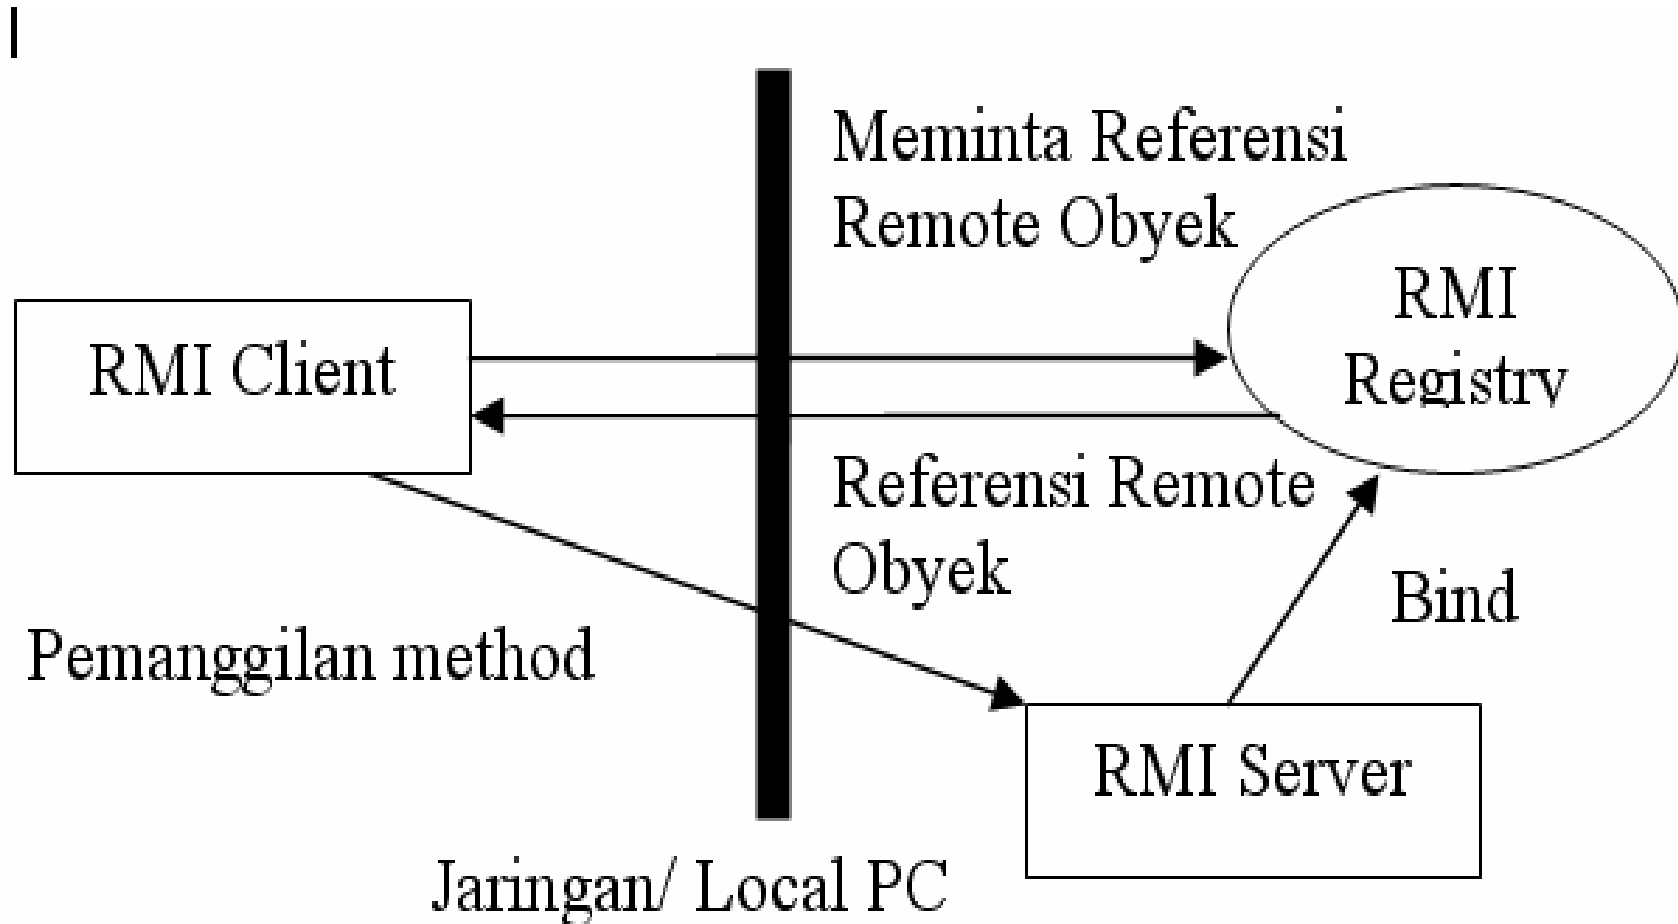 Meminta Referensi
Remote Obyek
RMI
Registry
RMI Client
Referensi Remote
Obyek
Bind
Pemanggilan method
RMI Server
Jaringan/ Local PC